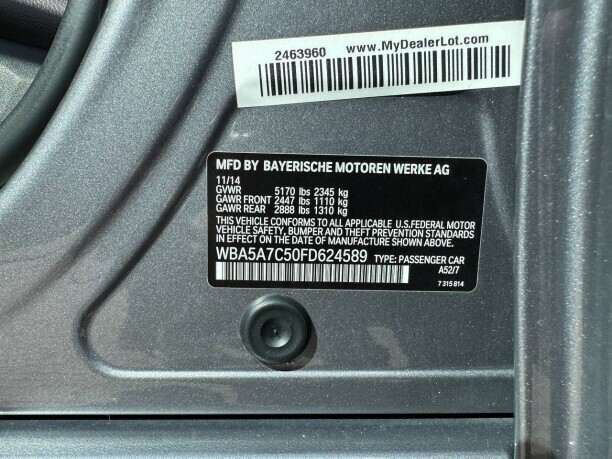 2463960 www.MyDealerLot.com
MFD BY BAYERISCHE MOTOREN WERKE AG
11/14
GVWR 5170 lbs 2345 kg
GAWR FRONT 2447 lbs 1110 kg
GAWR REAR 2888 lbs 1310 kg
THIS VEHICLE CONFORMS TO ALL APPLICABLE U.S.FEDERAL MOTOR
VEHICLE SAFETY, BUMPER AND THEFT PREVENTION STANDARDS
IN EFFECT ON THE DATE OF MANUFACTURE SHOWN ABOVE.
WBA5A7C50FD624589 TYPE: PASSENGER CAR
A52/7
7 315 814